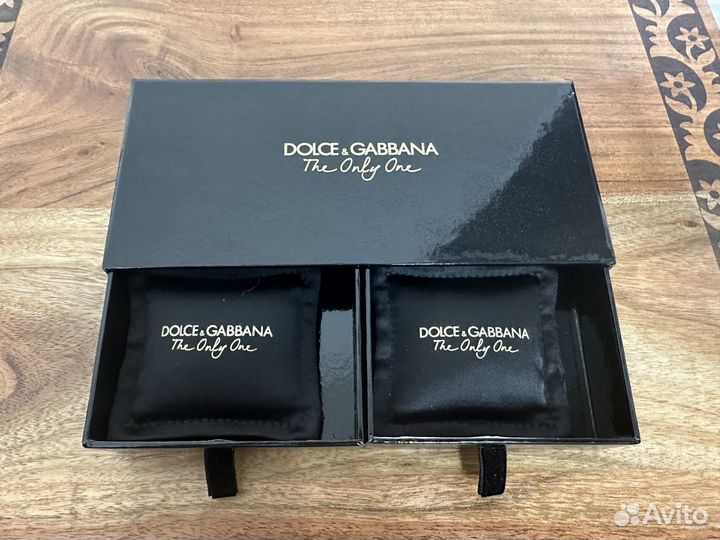 DOLCE & GABBANA
The Only One
DOLCE & GABBANA
The Only One
DOLCE & GABBANA
The Only One
Avito